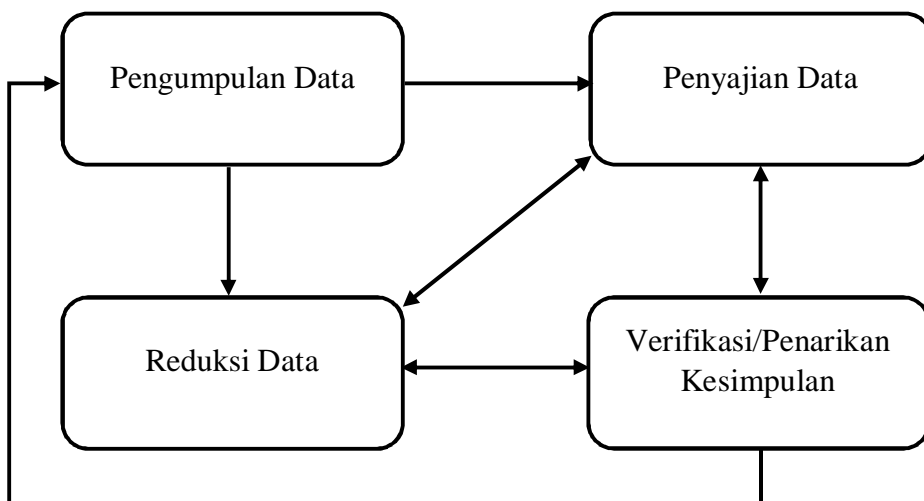 Pengumpulan Data
Penyajian Data
Reduksi Data
Verifikasi/Penarikan
Kesimpulan